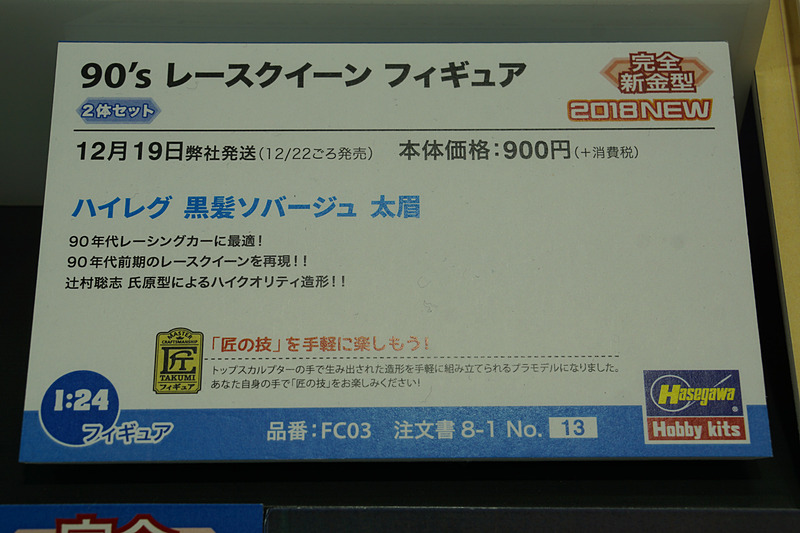 90's レースクイーン フィギュア
完全
新金型
2018 NEW
2体セット
12月19日弊社発送(12/22ごろ発売) 本体価格:900円(+消費税)
ハイレグ 黒髪ソバージュ 太眉
90年代レーシングカーに最適!
90年代前期のレースクイーンを再現!!
辻村聡志 氏原型によるハイクオリティ造形!!
MASTER
CRAFTSMANSHIP
匠
TAKUMI
フィギュア
「匠の技」を手軽に楽しもう!
トップスカルプターの手で生み出された造形を手軽に組み立てられるプラモデルになりました。
あなた自身の手で「匠の技」をお楽しみください!
1:24
フィギュア
品番:FC03 注文書 8-1 No. 13
Hasegawa®
Hobby kits
完全